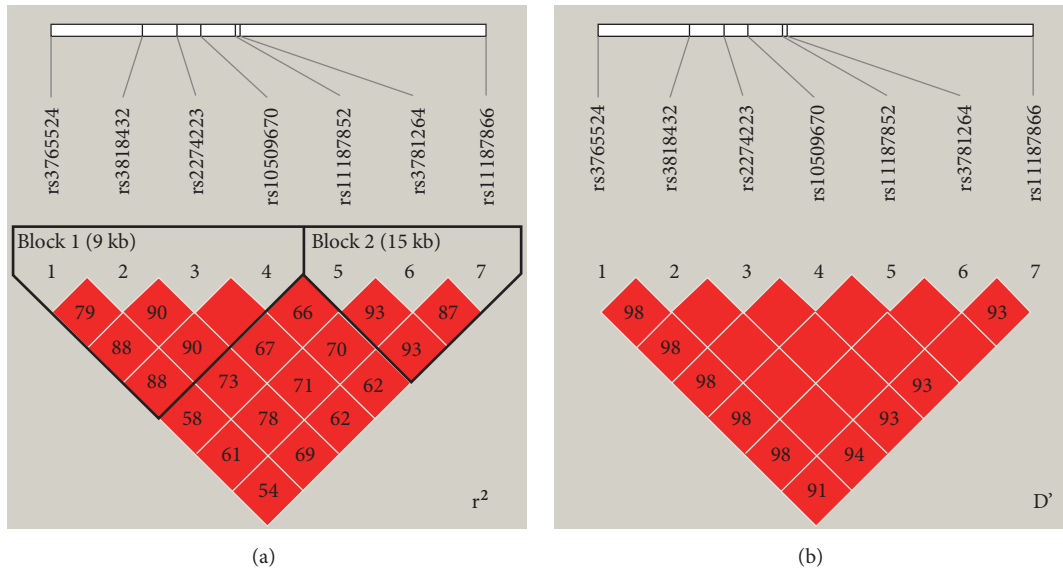 rs3765524 rs3818432 rs2274223 rs10509670 rs11187852 rs3781264 rs11187866
Block 1 (9 kb) Block 2 (15 kb)
1 2 3 4 5 6 7
79 90 66 93 87
88 90 67 70 93
88 73 71 62
58 78 62
61 69
54
r²
(a)
rs3765524 rs3818432 rs2274223 rs10509670 rs11187852 rs3781264 rs11187866
1 2 3 4 5 6 7
98 93
98
98 93
98 93
98 94
91
D'
(b)